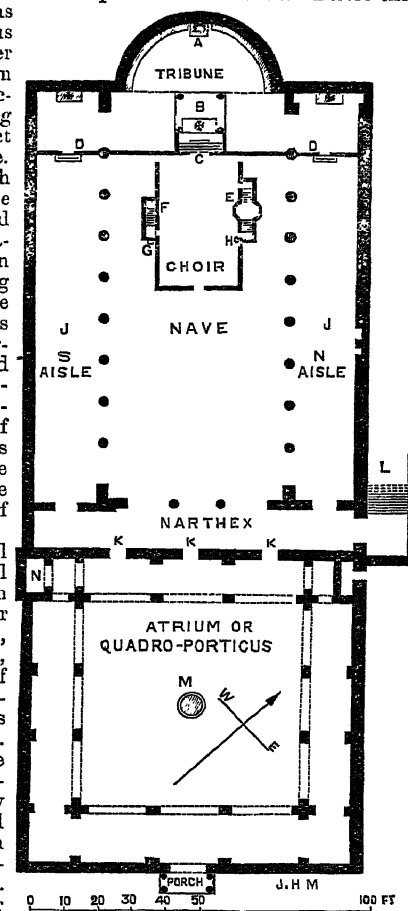 A
TRIBUNE
B
D D
C
F E
G H
CHOIR
J J
NAVE
S N
AISLE AISLE
L
NARTHEX
K K K
N
ATRIUM OR
QUADRO-PORTICUS
M
W
E
PORCH
J.H M
0 10 20 30 40 50 100 FT